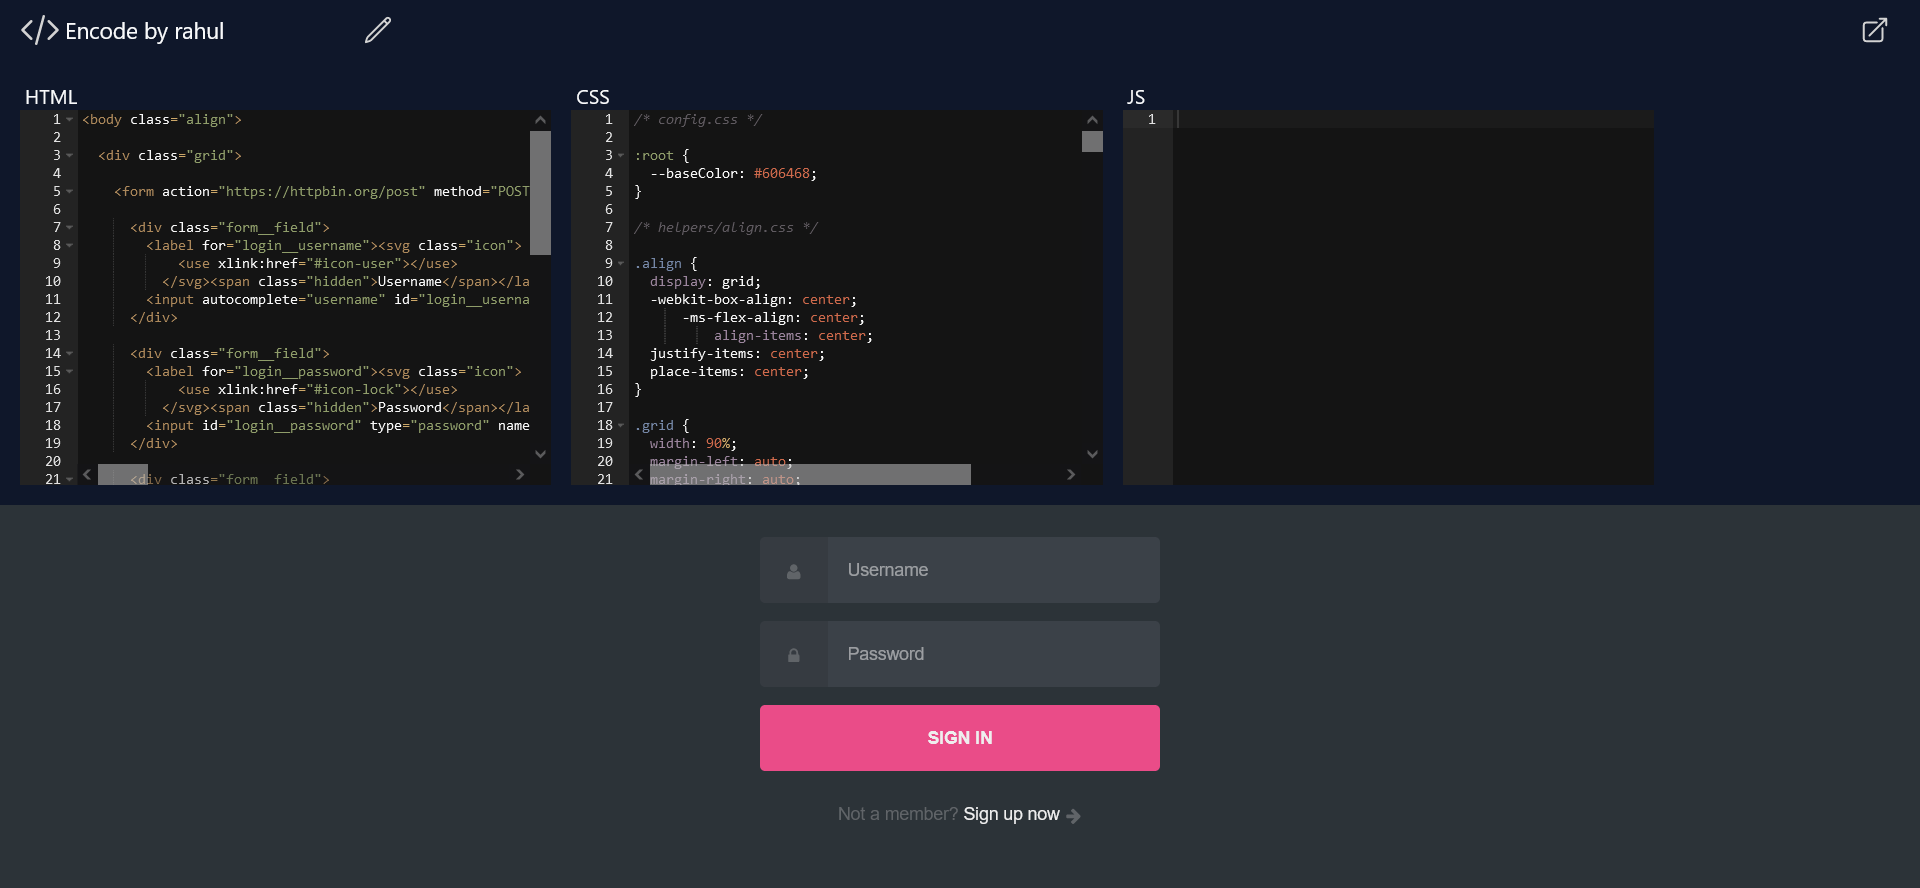 </> Encode by rahul
HTML
1 <body class="align">
2
3 <div class="grid">
4
5 <form action="https://httpbin.org/post" method="POST
6
7 <div class="form__field">
8 <label for="login__username"><svg class="icon">
9 <use xlink:href="#icon-user"></use>
10 </svg><span class="hidden">Username</span></la
11 <input autocomplete="username" id="login__userna
12 </div>
13
14 <div class="form__field">
15 <label for="login__password"><svg class="icon">
16 <use xlink:href="#icon-lock"></use>
17 </svg><span class="hidden">Password</span></la
18 <input id="login__password" type="password" name
19 </div>
20
21 <div class="form__field">
CSS
1 /* config.css */
2
3 :root {
4 --baseColor: #606468;
5 }
6
7 /* helpers/align.css */
8
9 .align {
10 display: grid;
11 -webkit-box-align: center;
12 -ms-flex-align: center;
13 align-items: center;
14 justify-items: center;
15 place-items: center;
16 }
17
18 .grid {
19 width: 90%;
20 margin-left: auto;
21 margin-right: auto;
JS
1
Username
Password
SIGN IN
Not a member? Sign up now